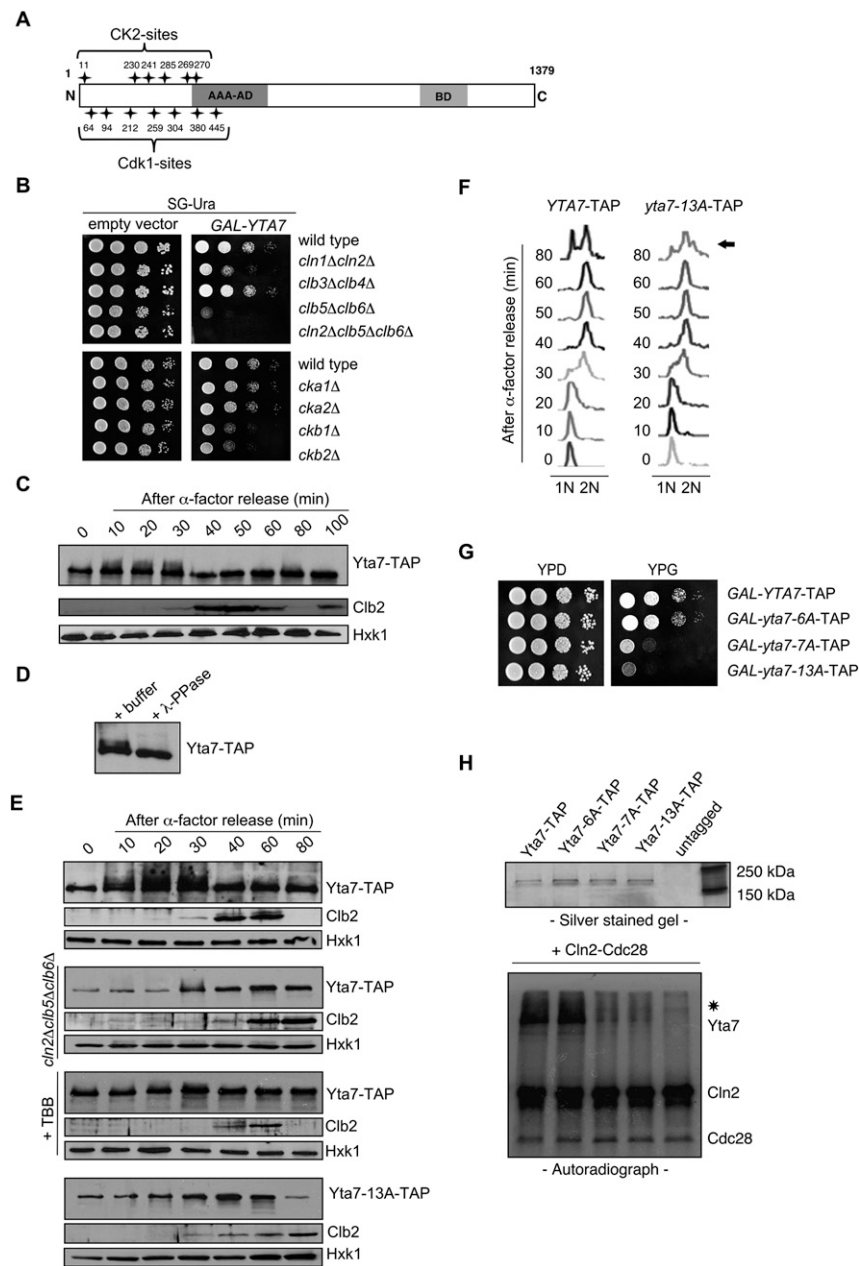 A
CK2-sites
1 11 230 241 285 269 270 1379
N AAA-AD BD C
64 94 212 259 304 380 445
Cdk1-sites
B
SG-Ura
empty vector GAL-YTA7
wild type
cln1Δcln2Δ
clb3Δclb4Δ
clb5Δclb6Δ
cln2Δclb5Δclb6Δ
wild type
cka1Δ
cka2Δ
ckb1Δ
ckb2Δ
C
After α-factor release (min)
0 10 20 30 40 50 60 80 100
Yta7-TAP
Clb2
Hxk1
D
+ buffer + λ-PPase
Yta7-TAP
E
After α-factor release (min)
0 10 20 30 40 60 80
Yta7-TAP
Clb2
Hxk1
cln2Δclb5Δclb6Δ
Yta7-TAP
Clb2
Hxk1
+ TBB
Yta7-TAP
Clb2
Hxk1
Yta7-13A-TAP
Clb2
Hxk1
F
YTA7-TAP yta7-13A-TAP
After α-factor release (min)
80 80
60 60
50 50
40 40
30 30
20 20
10 10
0 0
1N 2N 1N 2N
G
YPD YPG
GAL-YTA7-TAP
GAL-yta7-6A-TAP
GAL-yta7-7A-TAP
GAL-yta7-13A-TAP
H
Yta7-TAP Yta7-6A-TAP Yta7-7A-TAP Yta7-13A-TAP untagged
250 kDa
150 kDa
- Silver stained gel -
+ Cln2-Cdc28
Yta7
Cln2
Cdc28
- Autoradiograph -